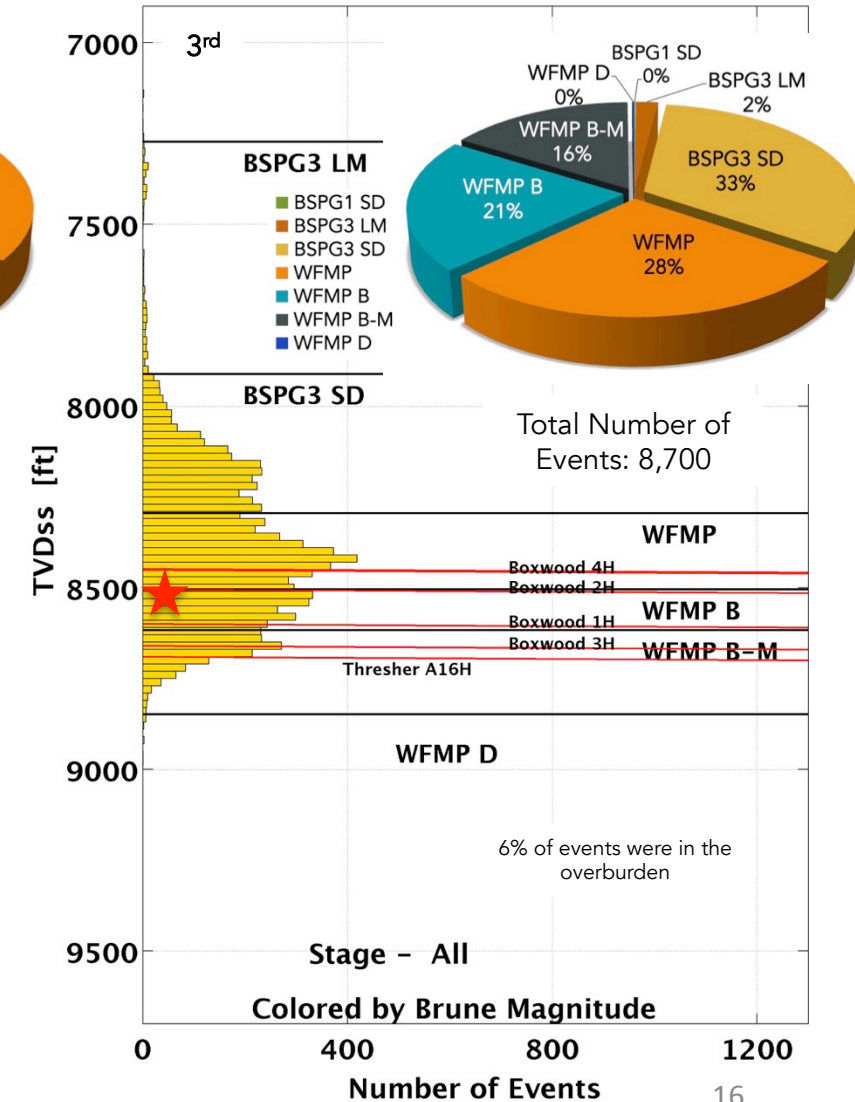 3rd
7000
7500
8000
8500
9000
9500
TVDss [ft]
BSPG3 LM
BSPG1 SD
BSPG3 LM
BSPG3 SD
WFMP
WFMP B
WFMP B-M
WFMP D
BSPG3 SD
WFMP
WFMP B
WFMP B-M
WFMP D
Boxwood 4H
Boxwood 2H
Boxwood 1H
Boxwood 3H
Thresher A16H
BSPG1 SD
0%
WFMP D
0%
BSPG3 LM
2%
WFMP B-M
16%
BSPG3 SD
33%
WFMP B
21%
WFMP
28%
Total Number of
Events: 8,700
6% of events were in the
overburden
Stage - All
Colored by Brune Magnitude
0
400
800
1200
Number of Events
16